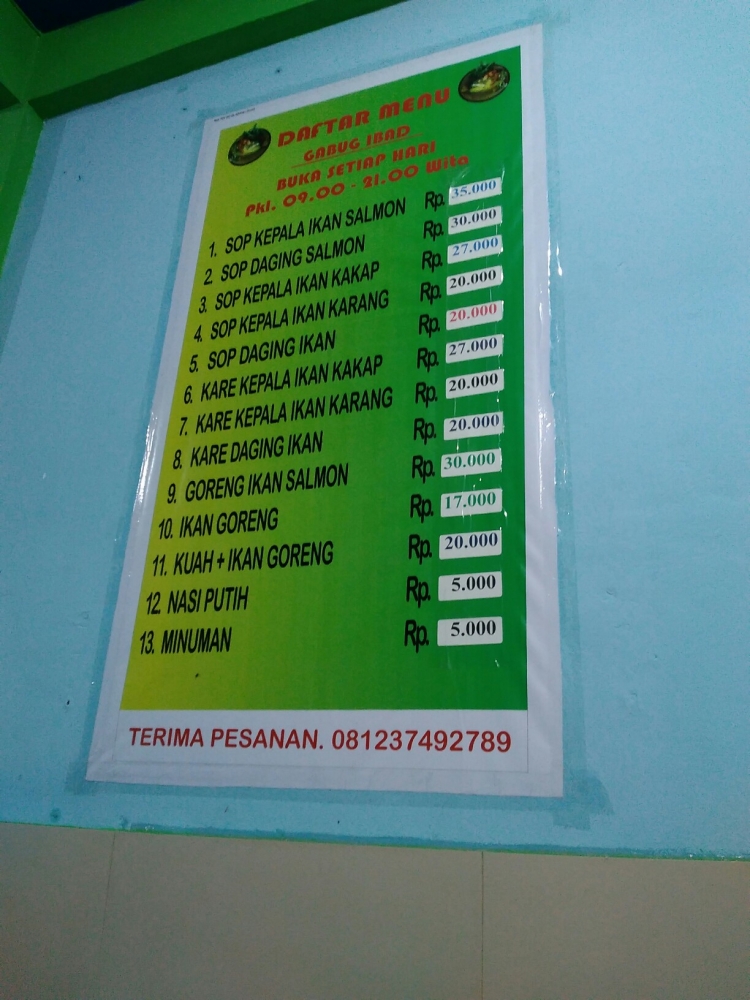 DAFTAR MENU
GABUG IBAD
BUKA SETIAP HARI
Pkl. 09.00 - 21.00 Wita
1. SOP KEPALA IKAN SALMON Rp. 35.000
2. SOP DAGING SALMON Rp. 30.000
3. SOP KEPALA IKAN KAKAP Rp. 27.000
4. SOP KEPALA IKAN KARANG Rp. 20.000
5. SOP DAGING IKAN Rp. 20.000
6. KARE KEPALA IKAN KAKAP Rp. 27.000
7. KARE KEPALA IKAN KARANG Rp. 20.000
8. KARE DAGING IKAN Rp. 20.000
9. GORENG IKAN SALMON Rp. 30.000
10. IKAN GORENG Rp. 17.000
11. KUAH + IKAN GORENG Rp. 20.000
12. NASI PUTIH Rp. 5.000
13. MINUMAN Rp. 5.000
TERIMA PESANAN. 081237492789